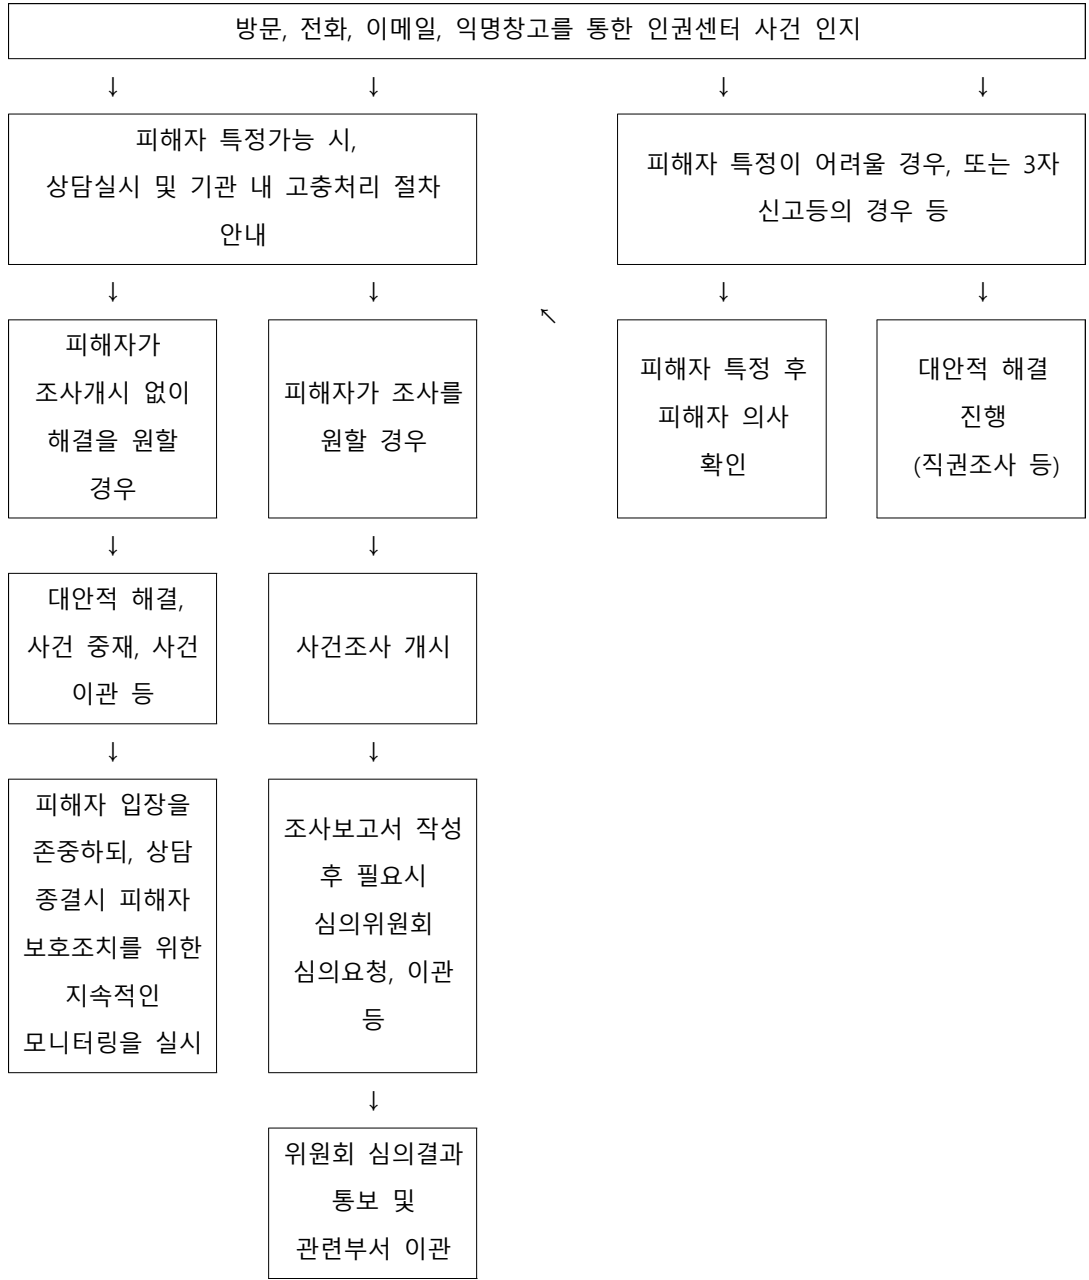 방문, 전화, 이메일, 익명창고를 통한 인권센터 사건 인지
↓ ↓ ↓ ↓
피해자 특정가능 시,
상담실시 및 기관 내 고충처리 절차
안내
피해자 특정이 어려울 경우, 또는 3자
신고등의 경우 등
↓ ↓ ↖ ↓ ↓
피해자가
조사개시 없이
해결을 원할
경우
피해자가 조사를
원할 경우
피해자 특정 후
피해자 의사
확인
대안적 해결
진행
(직권조사 등)
↓ ↓
대안적 해결,
사건 중재, 사건
이관 등
사건조사 개시
↓ ↓
피해자 입장을
존중하되, 상담
종결시 피해자
보호조치를 위한
지속적인
모니터링을 실시
조사보고서 작성
후 필요시
심의위원회
심의요청, 이관
등
↓
위원회 심의결과
통보 및
관련부서 이관